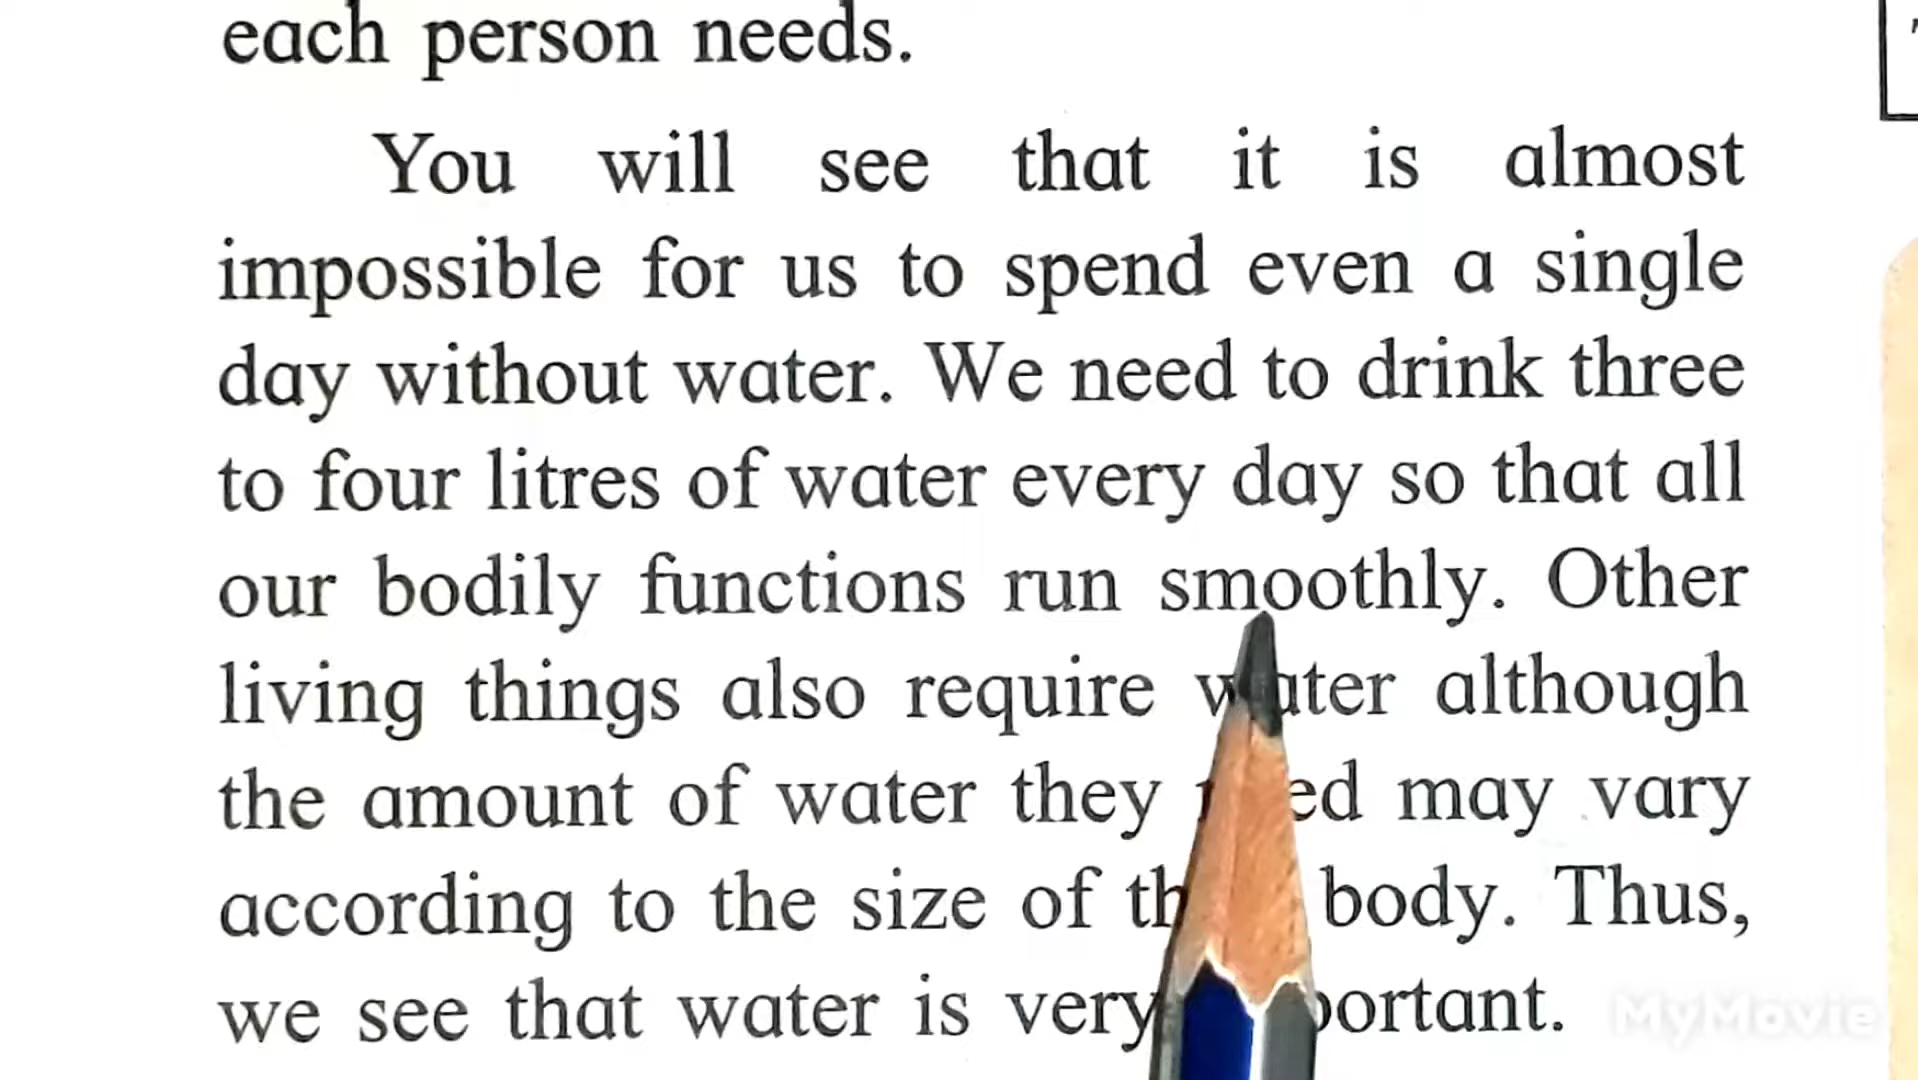 each person needs.
You will see that it is almost
impossible for us to spend even a single
day without water. We need to drink three
to four litres of water every day so that all
our bodily functions run smoothly. Other
living things also require water although
the amount of water they need may vary
according to the size of body. Thus,
we see that water is very
MyMovie